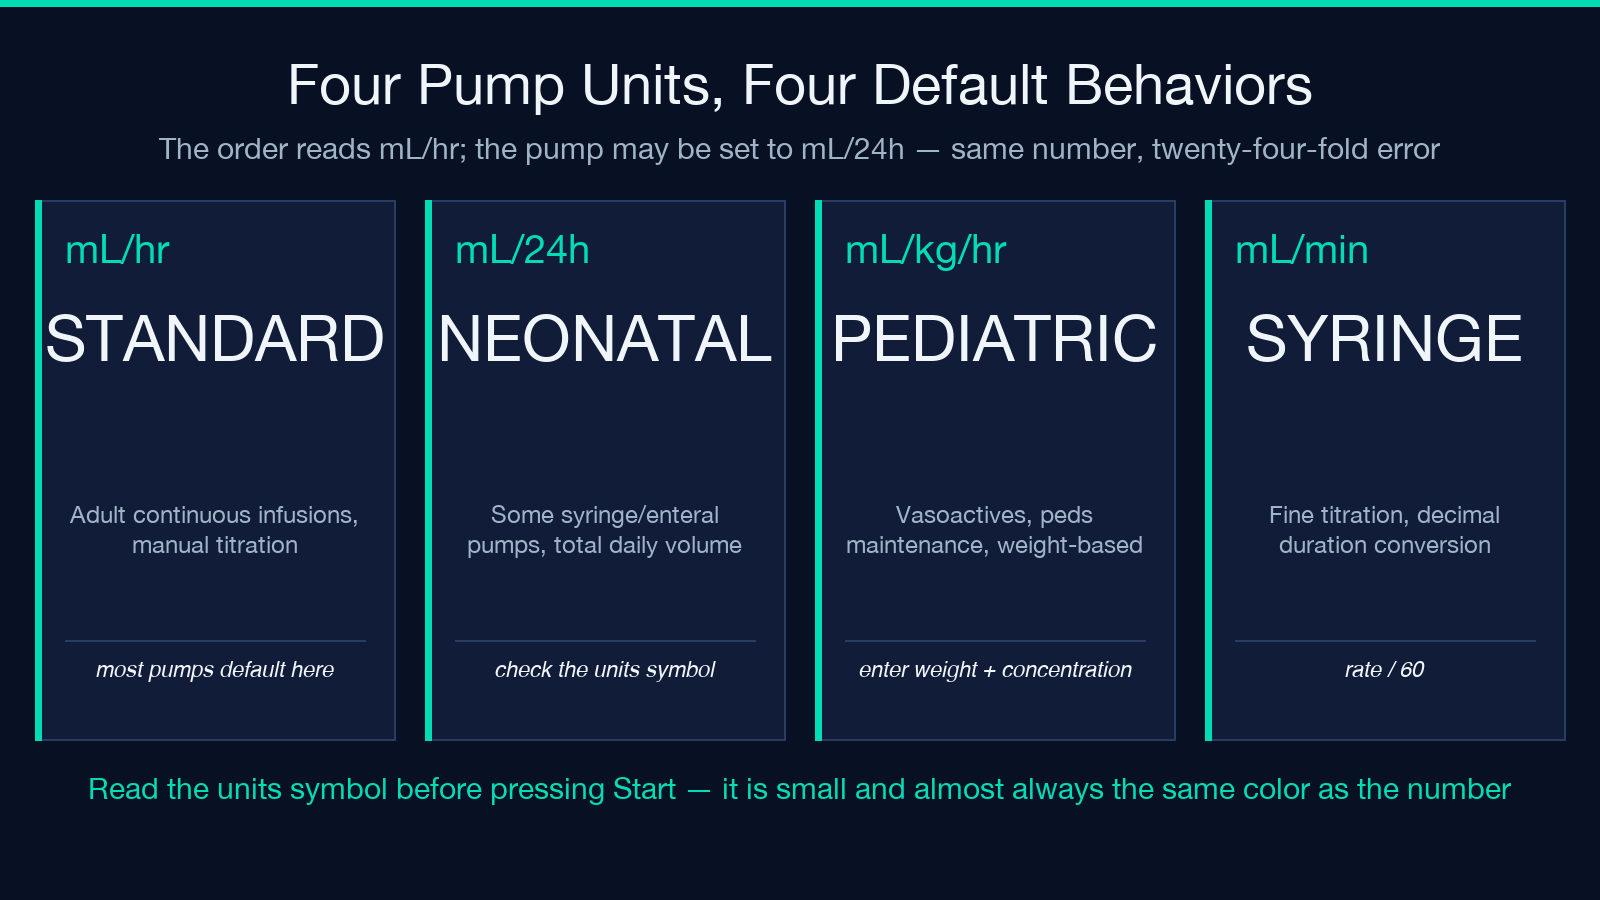 Four Pump Units, Four Default Behaviors
The order reads mL/hr; the pump may be set to mL/24h — same number, twenty-four-fold error
mL/hr
STANDARD
Adult continuous infusions,
manual titration
most pumps default here
mL/24h
NEONATAL
Some syringe/enteral
pumps, total daily volume
check the units symbol
mL/kg/hr
PEDIATRIC
Vasoactives, peds
maintenance, weight-based
enter weight + concentration
mL/min
SYRINGE
Fine titration, decimal
duration conversion
rate / 60
Read the units symbol before pressing Start — it is small and almost always the same color as the number